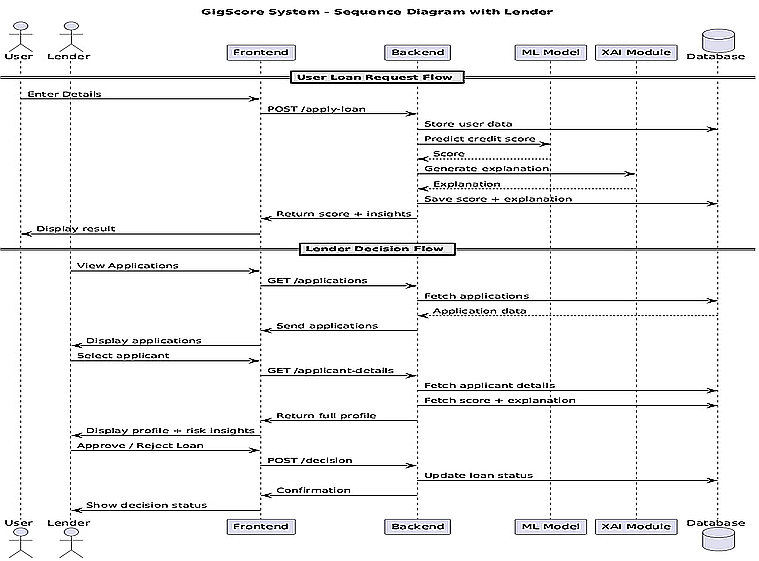 GigScore System - Sequence Diagram with Lender
User Lender Frontend Backend ML Model XAI Module Database
User Loan Request Flow
Enter Details
POST /apply-loan
Store user data
Predict credit score
Score
Generate explanation
Explanation
Save score + explanation
Return score + insights
Display result
Lender Decision Flow
View Applications
GET /applications
Fetch applications
Application data
Send applications
Display applications
Select applicant
GET /applicant-details
Fetch applicant details
Fetch score + explanation
Return full profile
Display profile + risk insights
Approve / Reject Loan
POST /decision
Update loan status
Confirmation
Show decision status
User Lender Frontend Backend ML Model XAI Module Database